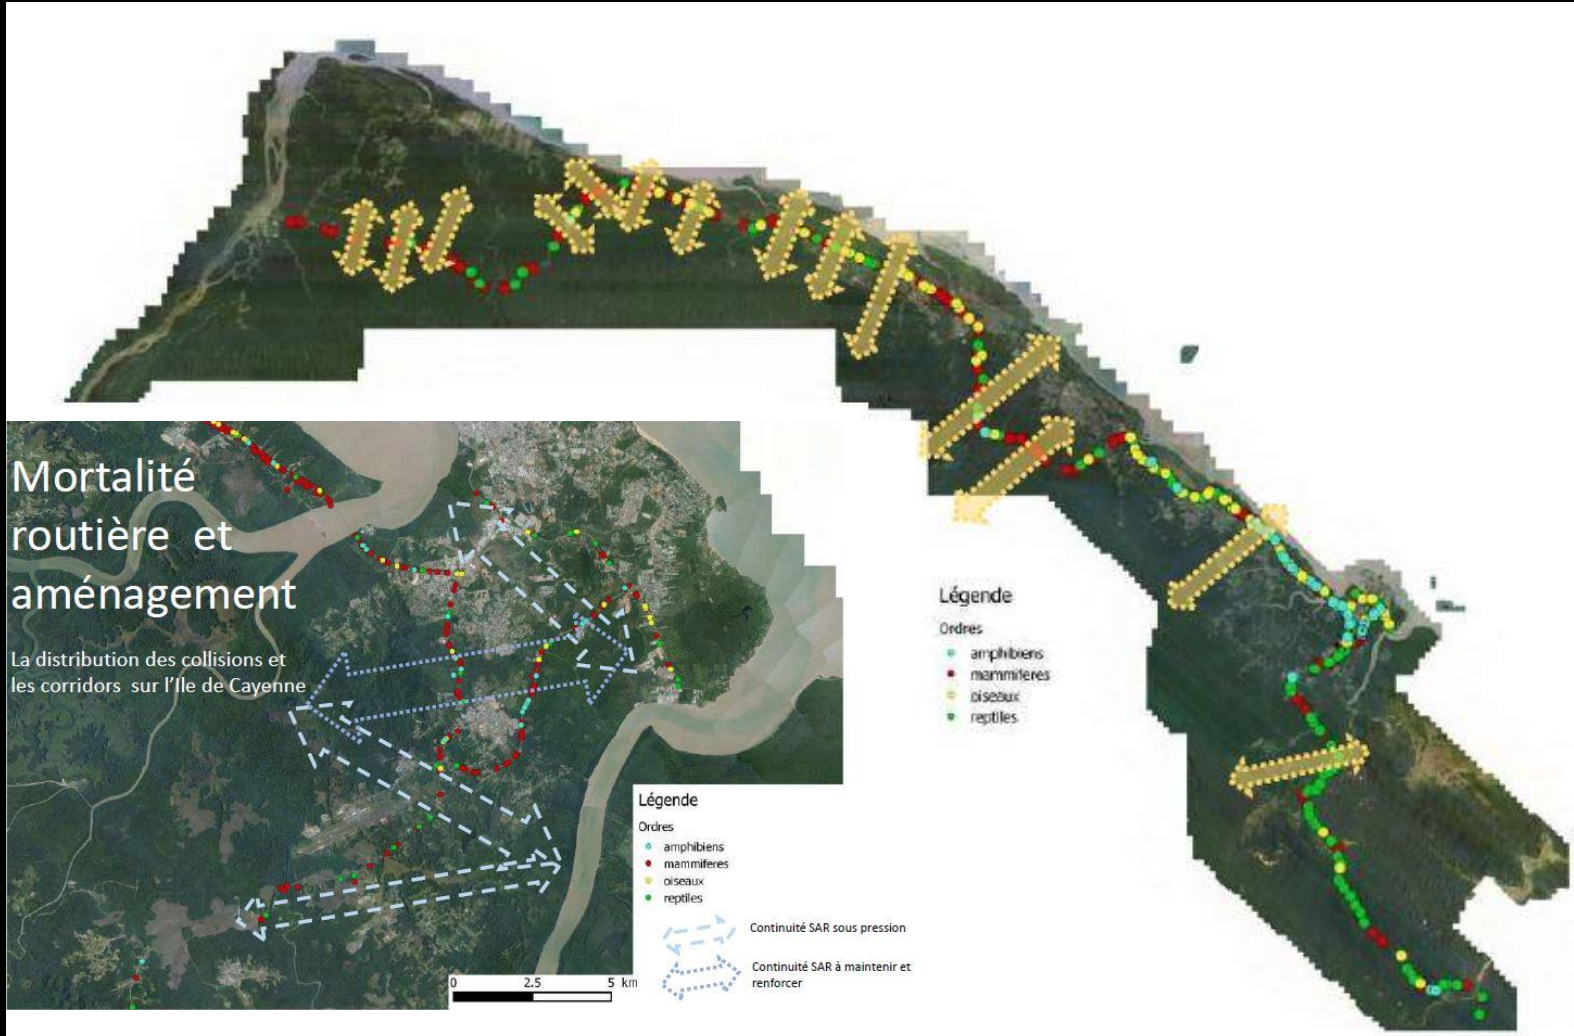 Mortalité
routière et
aménagement
La distribution des collisions et
les corridors sur l'Ile de Cayenne
Légende
Ordres
amphibiens
mammiferes
oiseaux
reptiles
Continuité SAR sous pression
Continuité SAR à maintenir et
renforcer
0 2.5 5 km
Légende
Ordres
amphibiens
mammiferes
oiseaux
reptiles